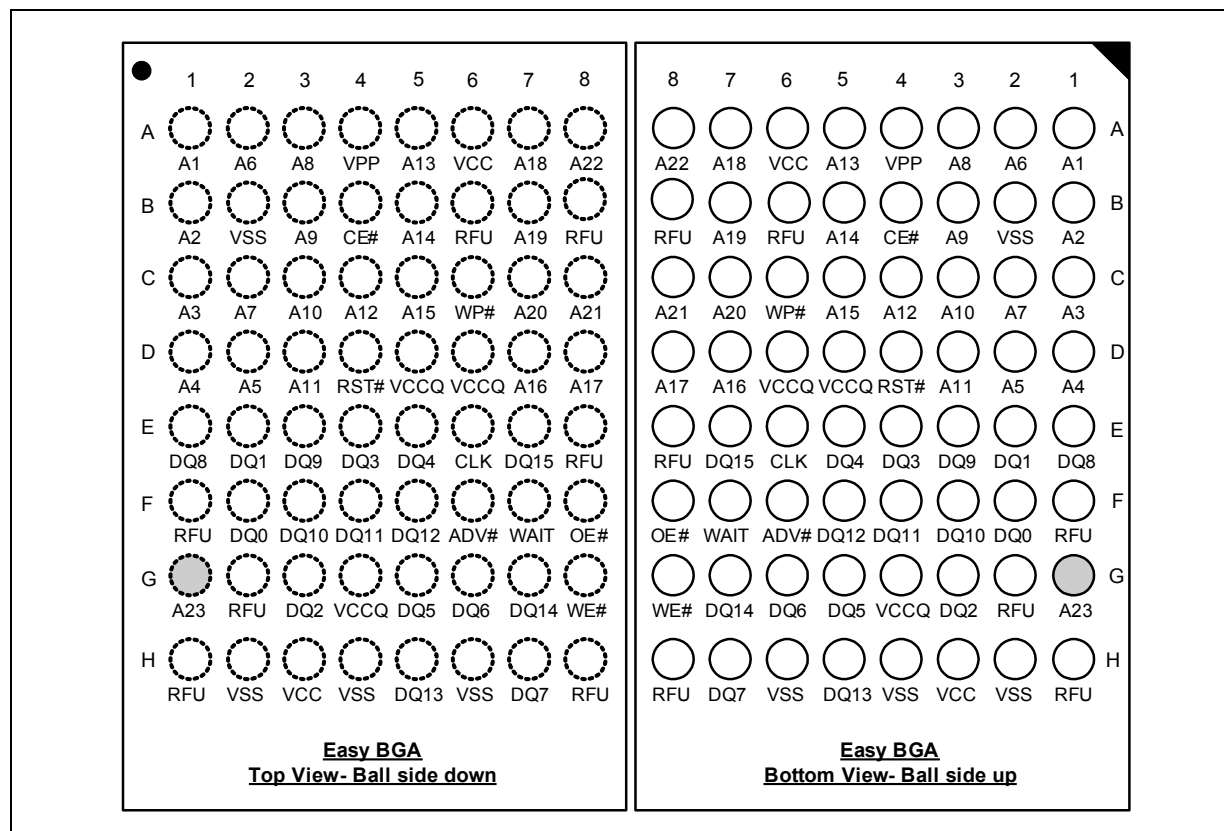 1 2 3 4 5 6 7 8
A
A1 A6 A8 VPP A13 VCC A18 A22
B
A2 VSS A9 CE# A14 RFU A19 RFU
C
A3 A7 A10 A12 A15 WP# A20 A21
D
A4 A5 A11 RST# VCCQ VCCQ A16 A17
E
DQ8 DQ1 DQ9 DQ3 DQ4 CLK DQ15 RFU
F
RFU DQ0 DQ10 DQ11 DQ12 ADV# WAIT OE#
G
A23 RFU DQ2 VCCQ DQ5 DQ6 DQ14 WE#
H
RFU VSS VCC VSS DQ13 VSS DQ7 RFU
Easy BGA
Top View- Ball side down
8 7 6 5 4 3 2 1
A
A22 A18 VCC A13 VPP A8 A6 A1
B
RFU A19 RFU A14 CE# A9 VSS A2
C
A21 A20 WP# A15 A12 A10 A7 A3
D
A17 A16 VCCQ VCCQ RST# A11 A5 A4
E
RFU DQ15 CLK DQ4 DQ3 DQ9 DQ1 DQ8
F
OE# WAIT ADV# DQ12 DQ11 DQ10 DQ0 RFU
G
WE# DQ14 DQ6 DQ5 VCCQ DQ2 RFU A23
H
RFU DQ7 VSS DQ13 VSS VCC VSS RFU
Easy BGA
Bottom View- Ball side up